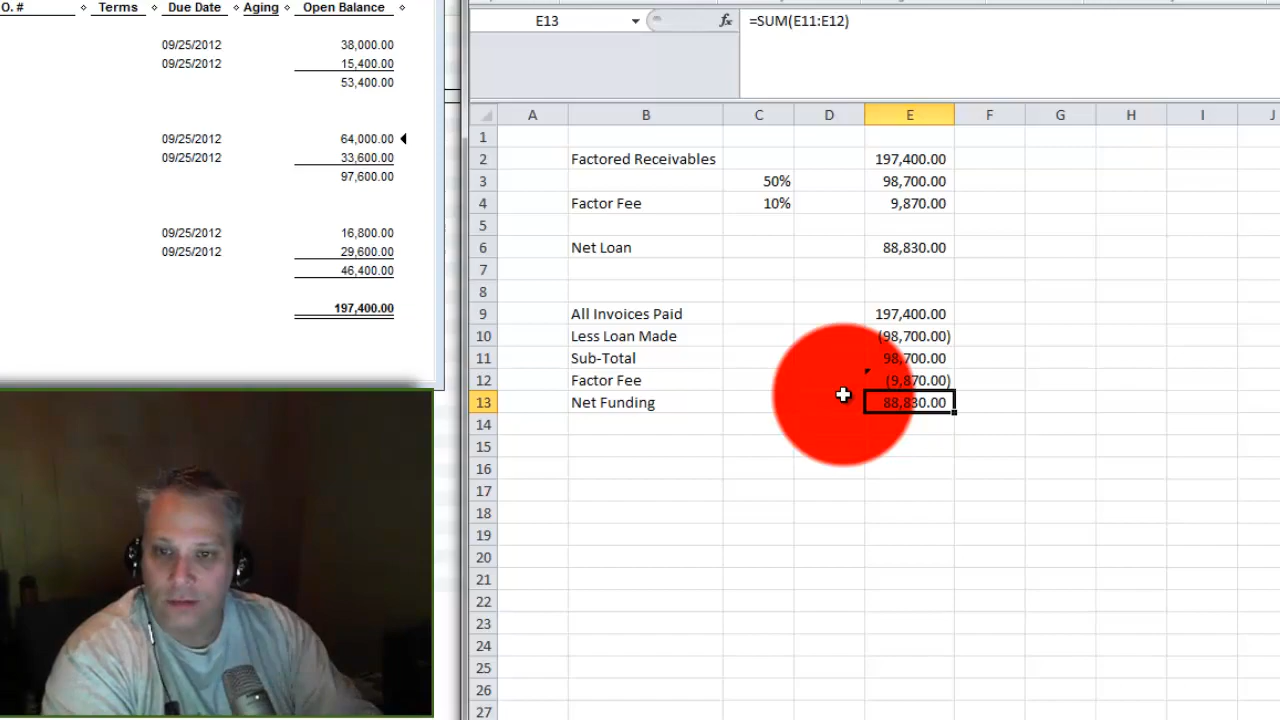 O. # Terms Due Date Aging Open Balance
09/25/2012 38,000.00
09/25/2012 15,400.00
53,400.00
09/25/2012 64,000.00
09/25/2012 33,600.00
97,600.00
09/25/2012 16,800.00
09/25/2012 29,600.00
46,400.00
197,400.00
E13 fx =SUM(E11:E12)
A B C D E F G H I J
1
2 Factored Receivables 197,400.00
3 50% 98,700.00
4 Factor Fee 10% 9,870.00
5
6 Net Loan 88,830.00
7
8
9 All Invoices Paid 197,400.00
10 Less Loan Made (98,700.00)
11 Sub-Total 98,700.00
12 Factor Fee (9,870.00)
13 Net Funding 88,830.00
14
15
16
17
18
19
20
21
22
23
24
25
26
27